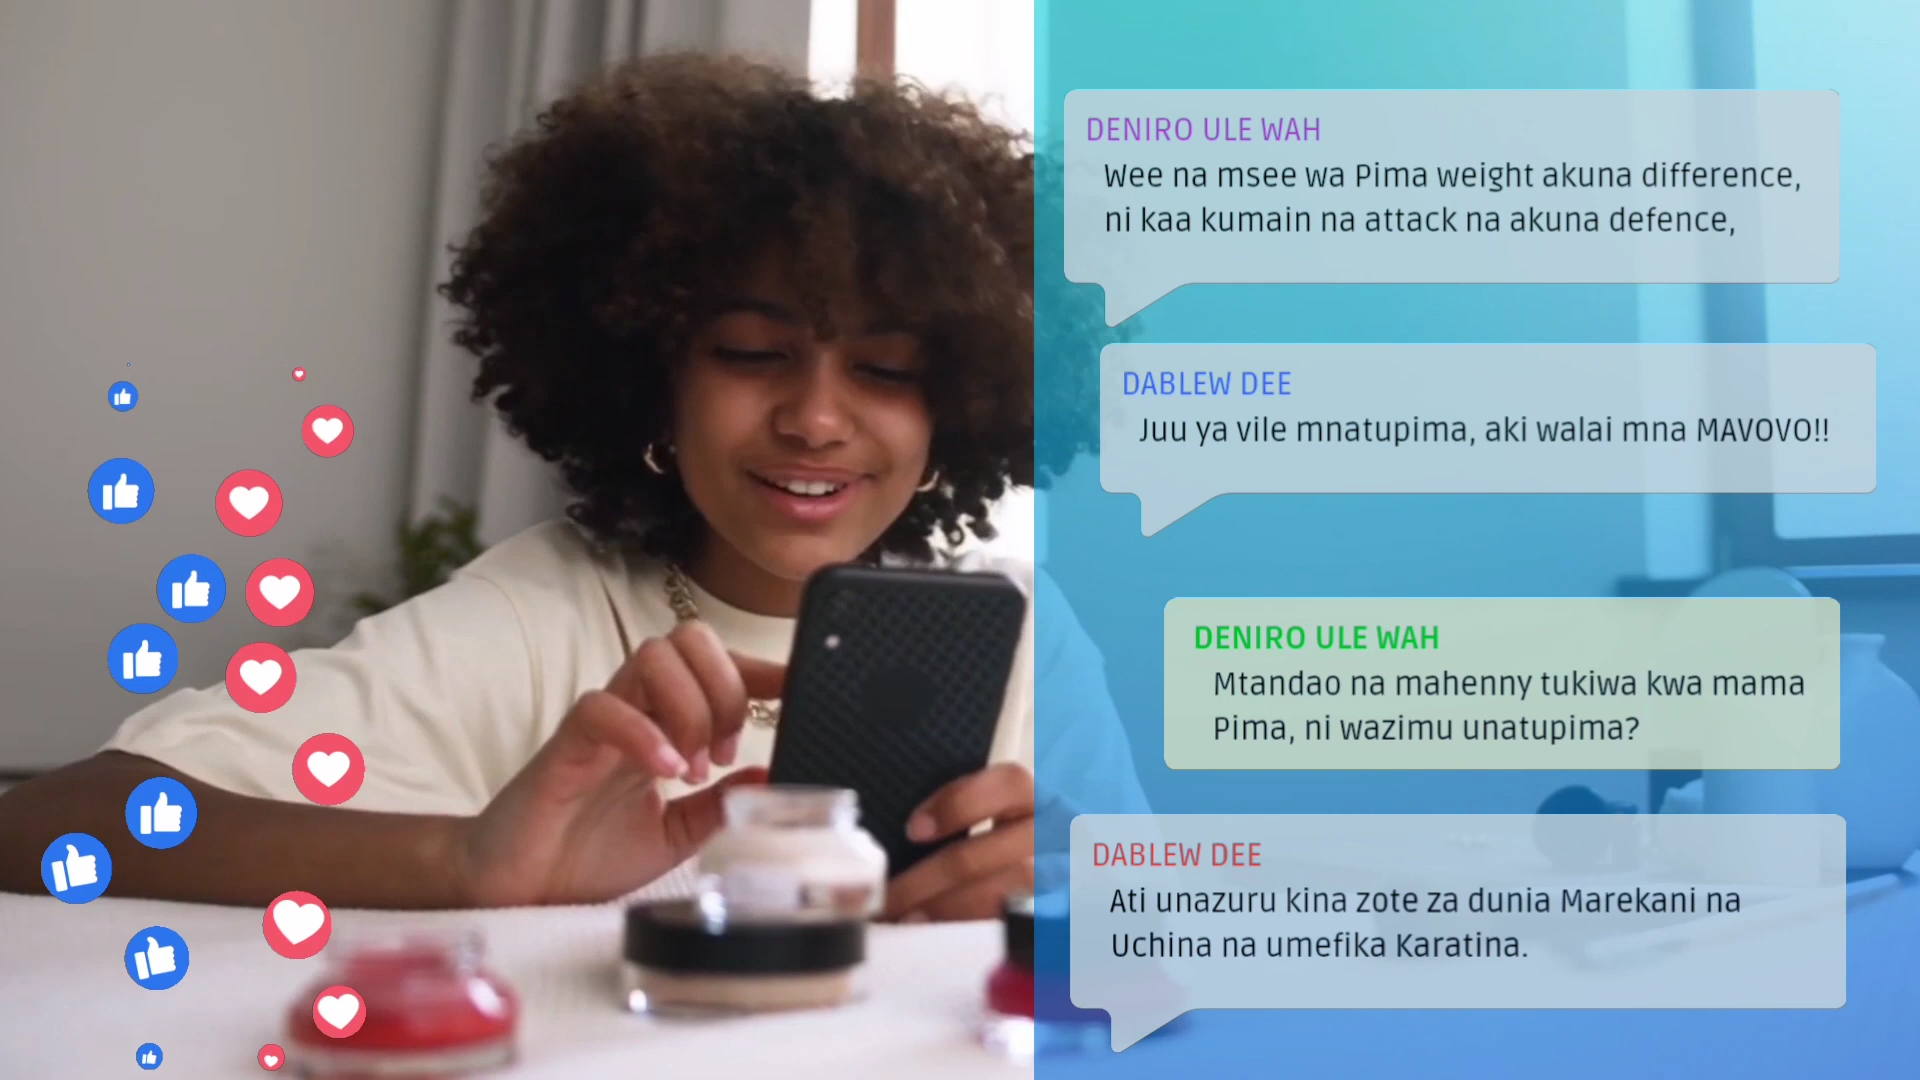 DENIRO ULE WAH
Wee na msee wa Pima weight akuna difference,
ni kaa kumain na attack na akuna defence,
DABLEW DEE
Juu ya vile mnatupima, aki walai mna MAVOVO!!
DENIRO ULE WAH
Mtandao na mahenny tukiwa kwa mama
Pima, ni wazimu unatupima?
DABLEW DEE
Ati unazuru kina zote za dunia Marekani na
Uchina na umefika Karatina.